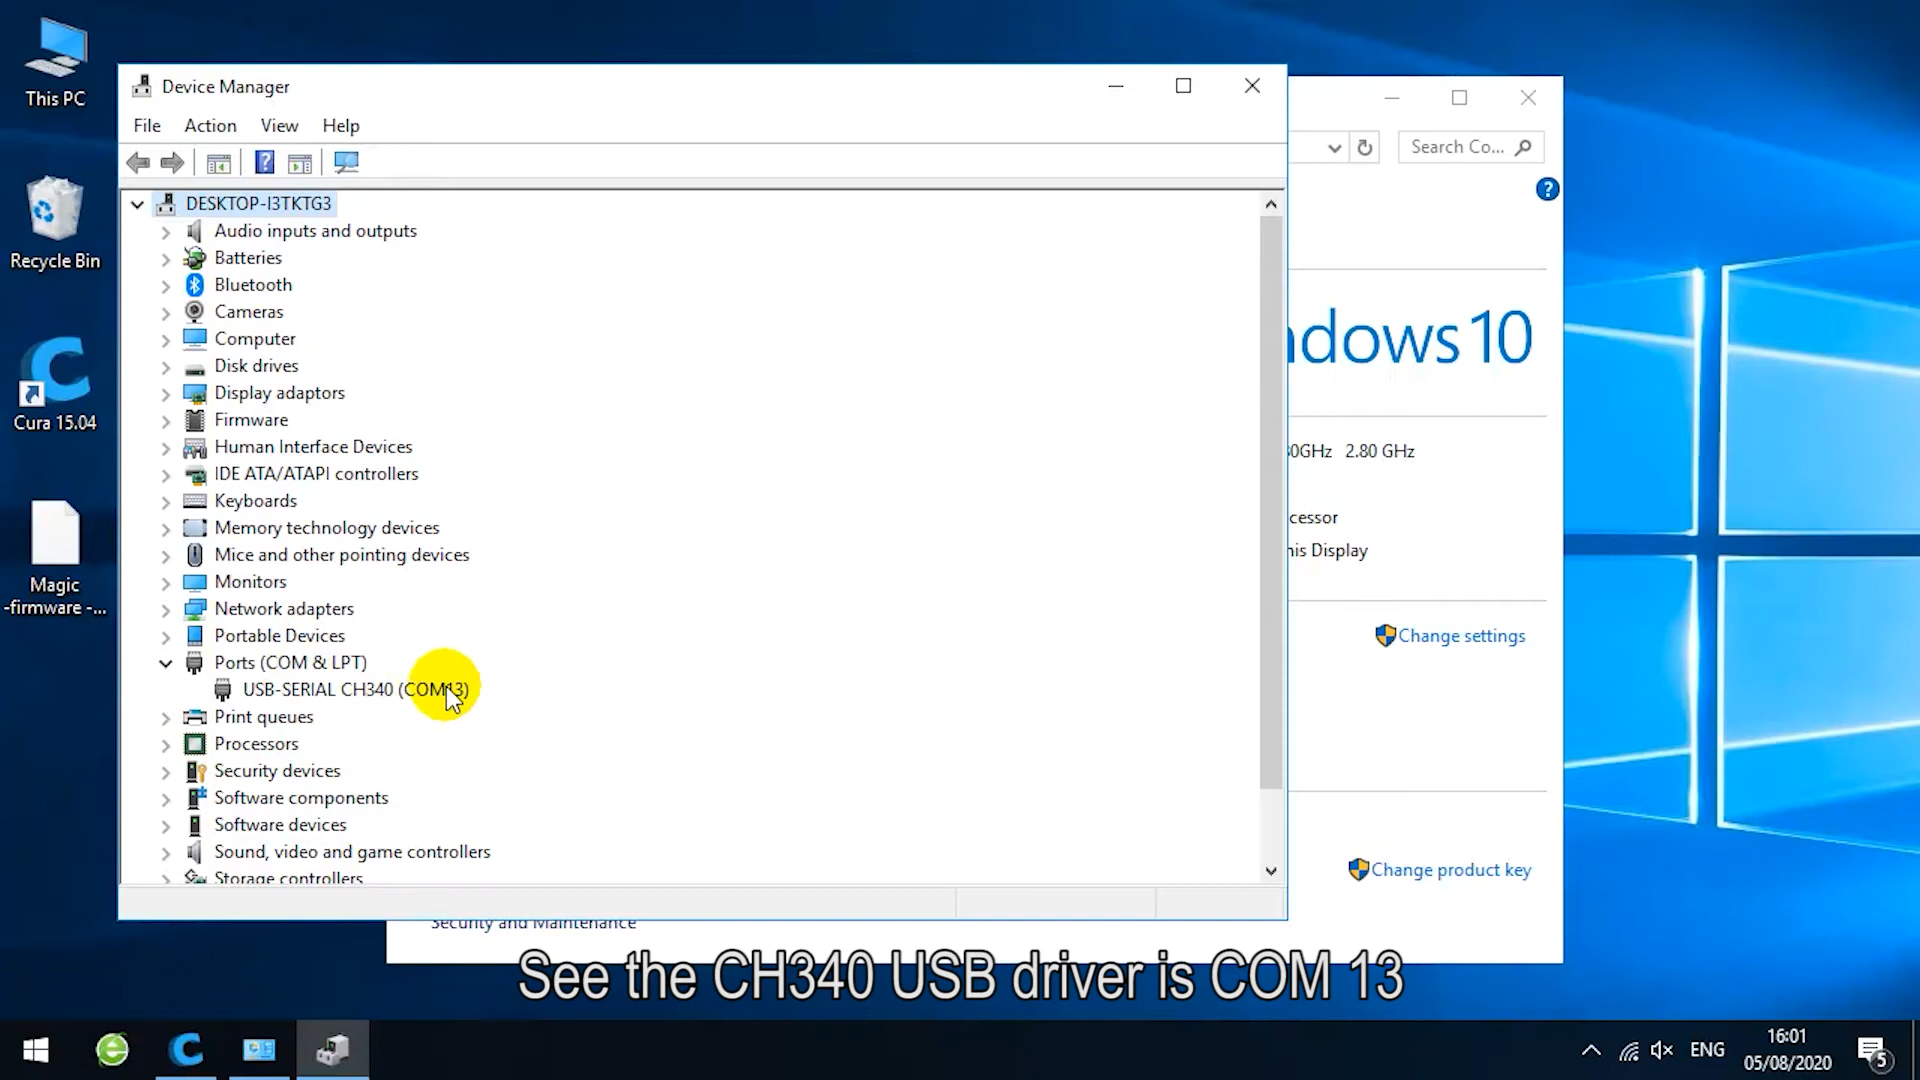 This PC
Recycle Bin
Cura 15.04
Magic
-firmware -...
Device Manager
File Action View Help
DESKTOP-I3TKTG3
Audio inputs and outputs
Batteries
Bluetooth
Cameras
Computer
Disk drives
Display adaptors
Firmware
Human Interface Devices
IDE ATA/ATAPI controllers
Keyboards
Memory technology devices
Mice and other pointing devices
Monitors
Network adapters
Portable Devices
Ports (COM & LPT)
USB-SERIAL CH340 (COM13)
Print queues
Processors
Security devices
Software components
Software devices
Sound, video and game controllers
Storage controllers
Search Co...
ndows 10
80GHz 2.80 GHz
cessor
his Display
Change settings
Change product key
Security and Maintenance
See the CH340 USB driver is COM 13
ENG
16:01
05/08/2020
5